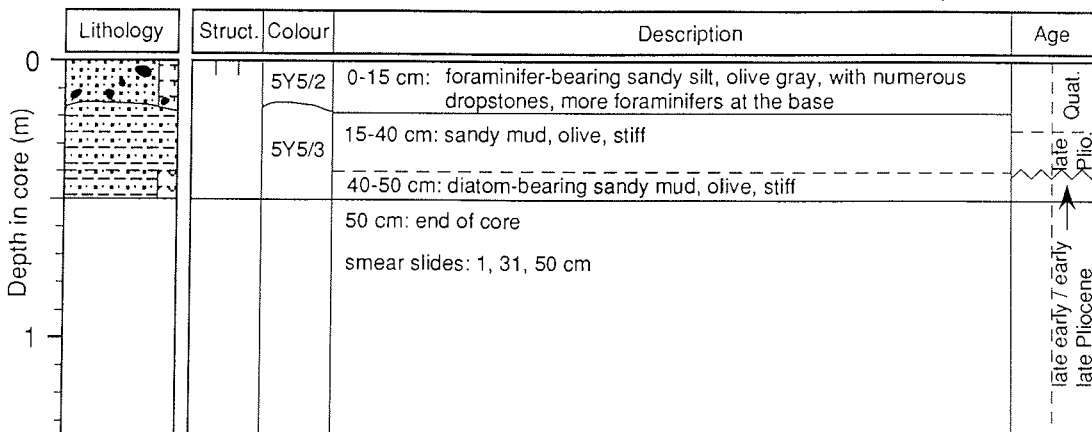 Lithology Struct. Colour Description Age
0
5Y5/2
0-15 cm: foraminifer-bearing sandy silt, olive gray, with numerous
dropstones, more foraminifers at the base
Quat.
15-40 cm: sandy mud, olive, stiff
5Y5/3
late
Plio.
40-50 cm: diatom-bearing sandy mud, olive, stiff
50 cm: end of core
smear slides: 1, 31, 50 cm
late early / early
late Pliocene
Depth in core (m)
1